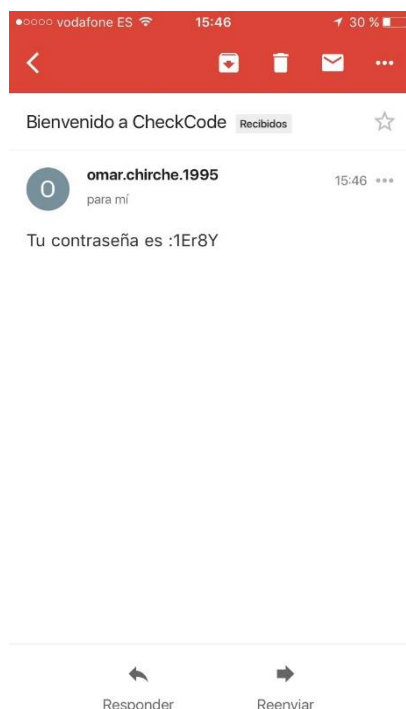 vodafone ES 15:46 30 %
Bienvenido a CheckCode Recibidos
O omar.chirche.1995 15:46
para mí
Tu contraseña es :1Er8Y
Responder Reenviar